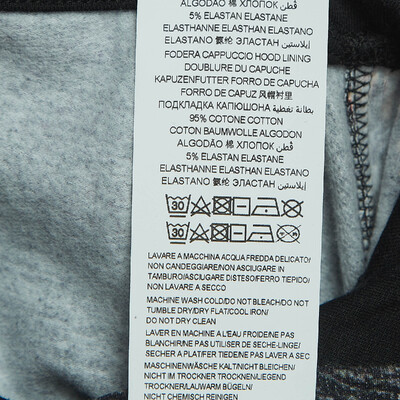 ALGODÃO 棉 ХЛОПОК قطن
5% ELASTAN ELASTANE
ELASTHANNE ELASTHAN ELASTANO
ELASTANO 氨纶 ЭЛАСТАН إيلاستين
FODERA CAPPUCCIO HOOD LINING
DOUBLURE DU CAPUCHE
KAPUZENFUTTER FORRO DE CAPUCHA
FORRO DE CAPUZ 风帽衬里
ПОДКЛАДКА КАПЮШОНА بطانة تغطية
95% COTONE COTTON
COTON BAUMWOLLE ALGODON
ALGODÃO 棉 ХЛОПОК قطن
5% ELASTAN ELASTANE
ELASTHANNE ELASTHAN ELASTANO
ELASTANO 氨纶 ЭЛАСТАН إيلاستين
30
30
LAVARE A MACCHINA ACQUA FREDDA DELICATO/
NON CANDEGGIARE/NON ASCIUGARE IN
TAMBURO/ASCIUGARE DISTESO/FERRO TIEPIDO/
NON LAVARE A SECCO
MACHINE WASH COLD/DO NOT BLEACH/DO NOT
TUMBLE DRY/DRY FLAT/COOL IRON/
DO NOT DRY CLEAN
LAVER EN MACHINE A L'EAU FROIDE/NE PAS
BLANCHIR/NE PAS UTILISER DE SECHE-LINGE/
SECHER A PLAT/FER TIEDE/NE PAS LAVER A SEC
MASCHINENWÄSCHE KALT/NICHT BLEICHEN/
NICHT IM TROCKNER TROCKNEN/LIEGEND
TROCKNEN/LAUWARM BÜGELN/
NICHT CHEMISCH REINIGEN